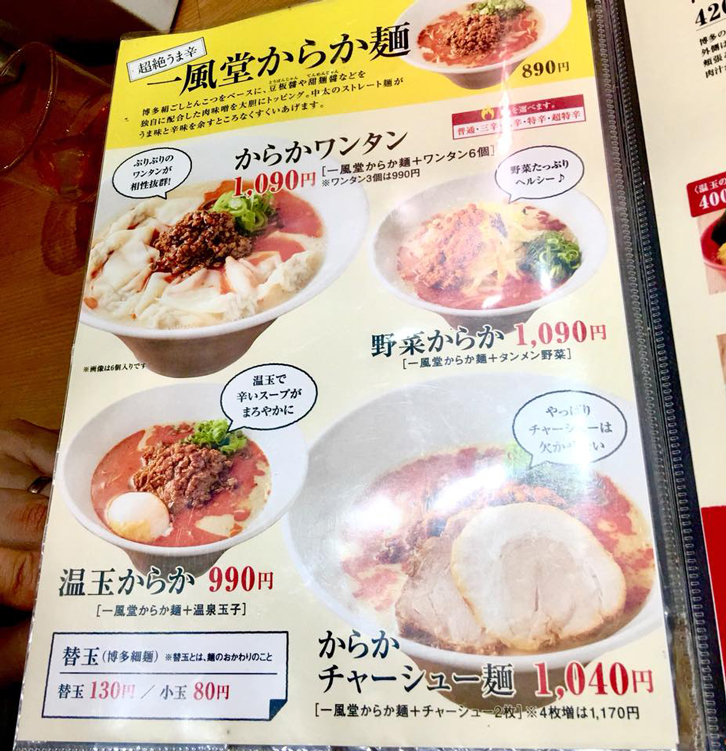 超絶うま辛
一風堂からか麺
890円
博多絹ごしとんこつをベースに、豆板醤や甜麺醤などを
独自に配合した肉味噌を大胆にトッピング。中太のストレート麺が
うま味と辛味を余すところなくすくいあげます。
を選べます。
普通・三辛・辛・特辛・超特辛
からかワンタン
1,090円 [一風堂からか麺+ワンタン6個]
※ワンタン3個は990円
ぷりぷりの
ワンタンが
相性抜群!
野菜たっぷり
ヘルシー♪
野菜からか 1,090円
[一風堂からか麺+タンメン野菜]
※画像は6個入りです
温玉で
辛いスープが
まろやかに
やっぱり
チャーシューは
温玉からか 990円
[一風堂からか麺+温泉玉子]
からか
チャーシュー麺 1,040円
[一風堂からか麺+チャーシュー2枚] ※4枚増は1,170円
替玉(博多細麺) ※替玉とは、麺のおかわりのこと
替玉 130円 / 小玉 80円
420
博多の
〈温玉の
400